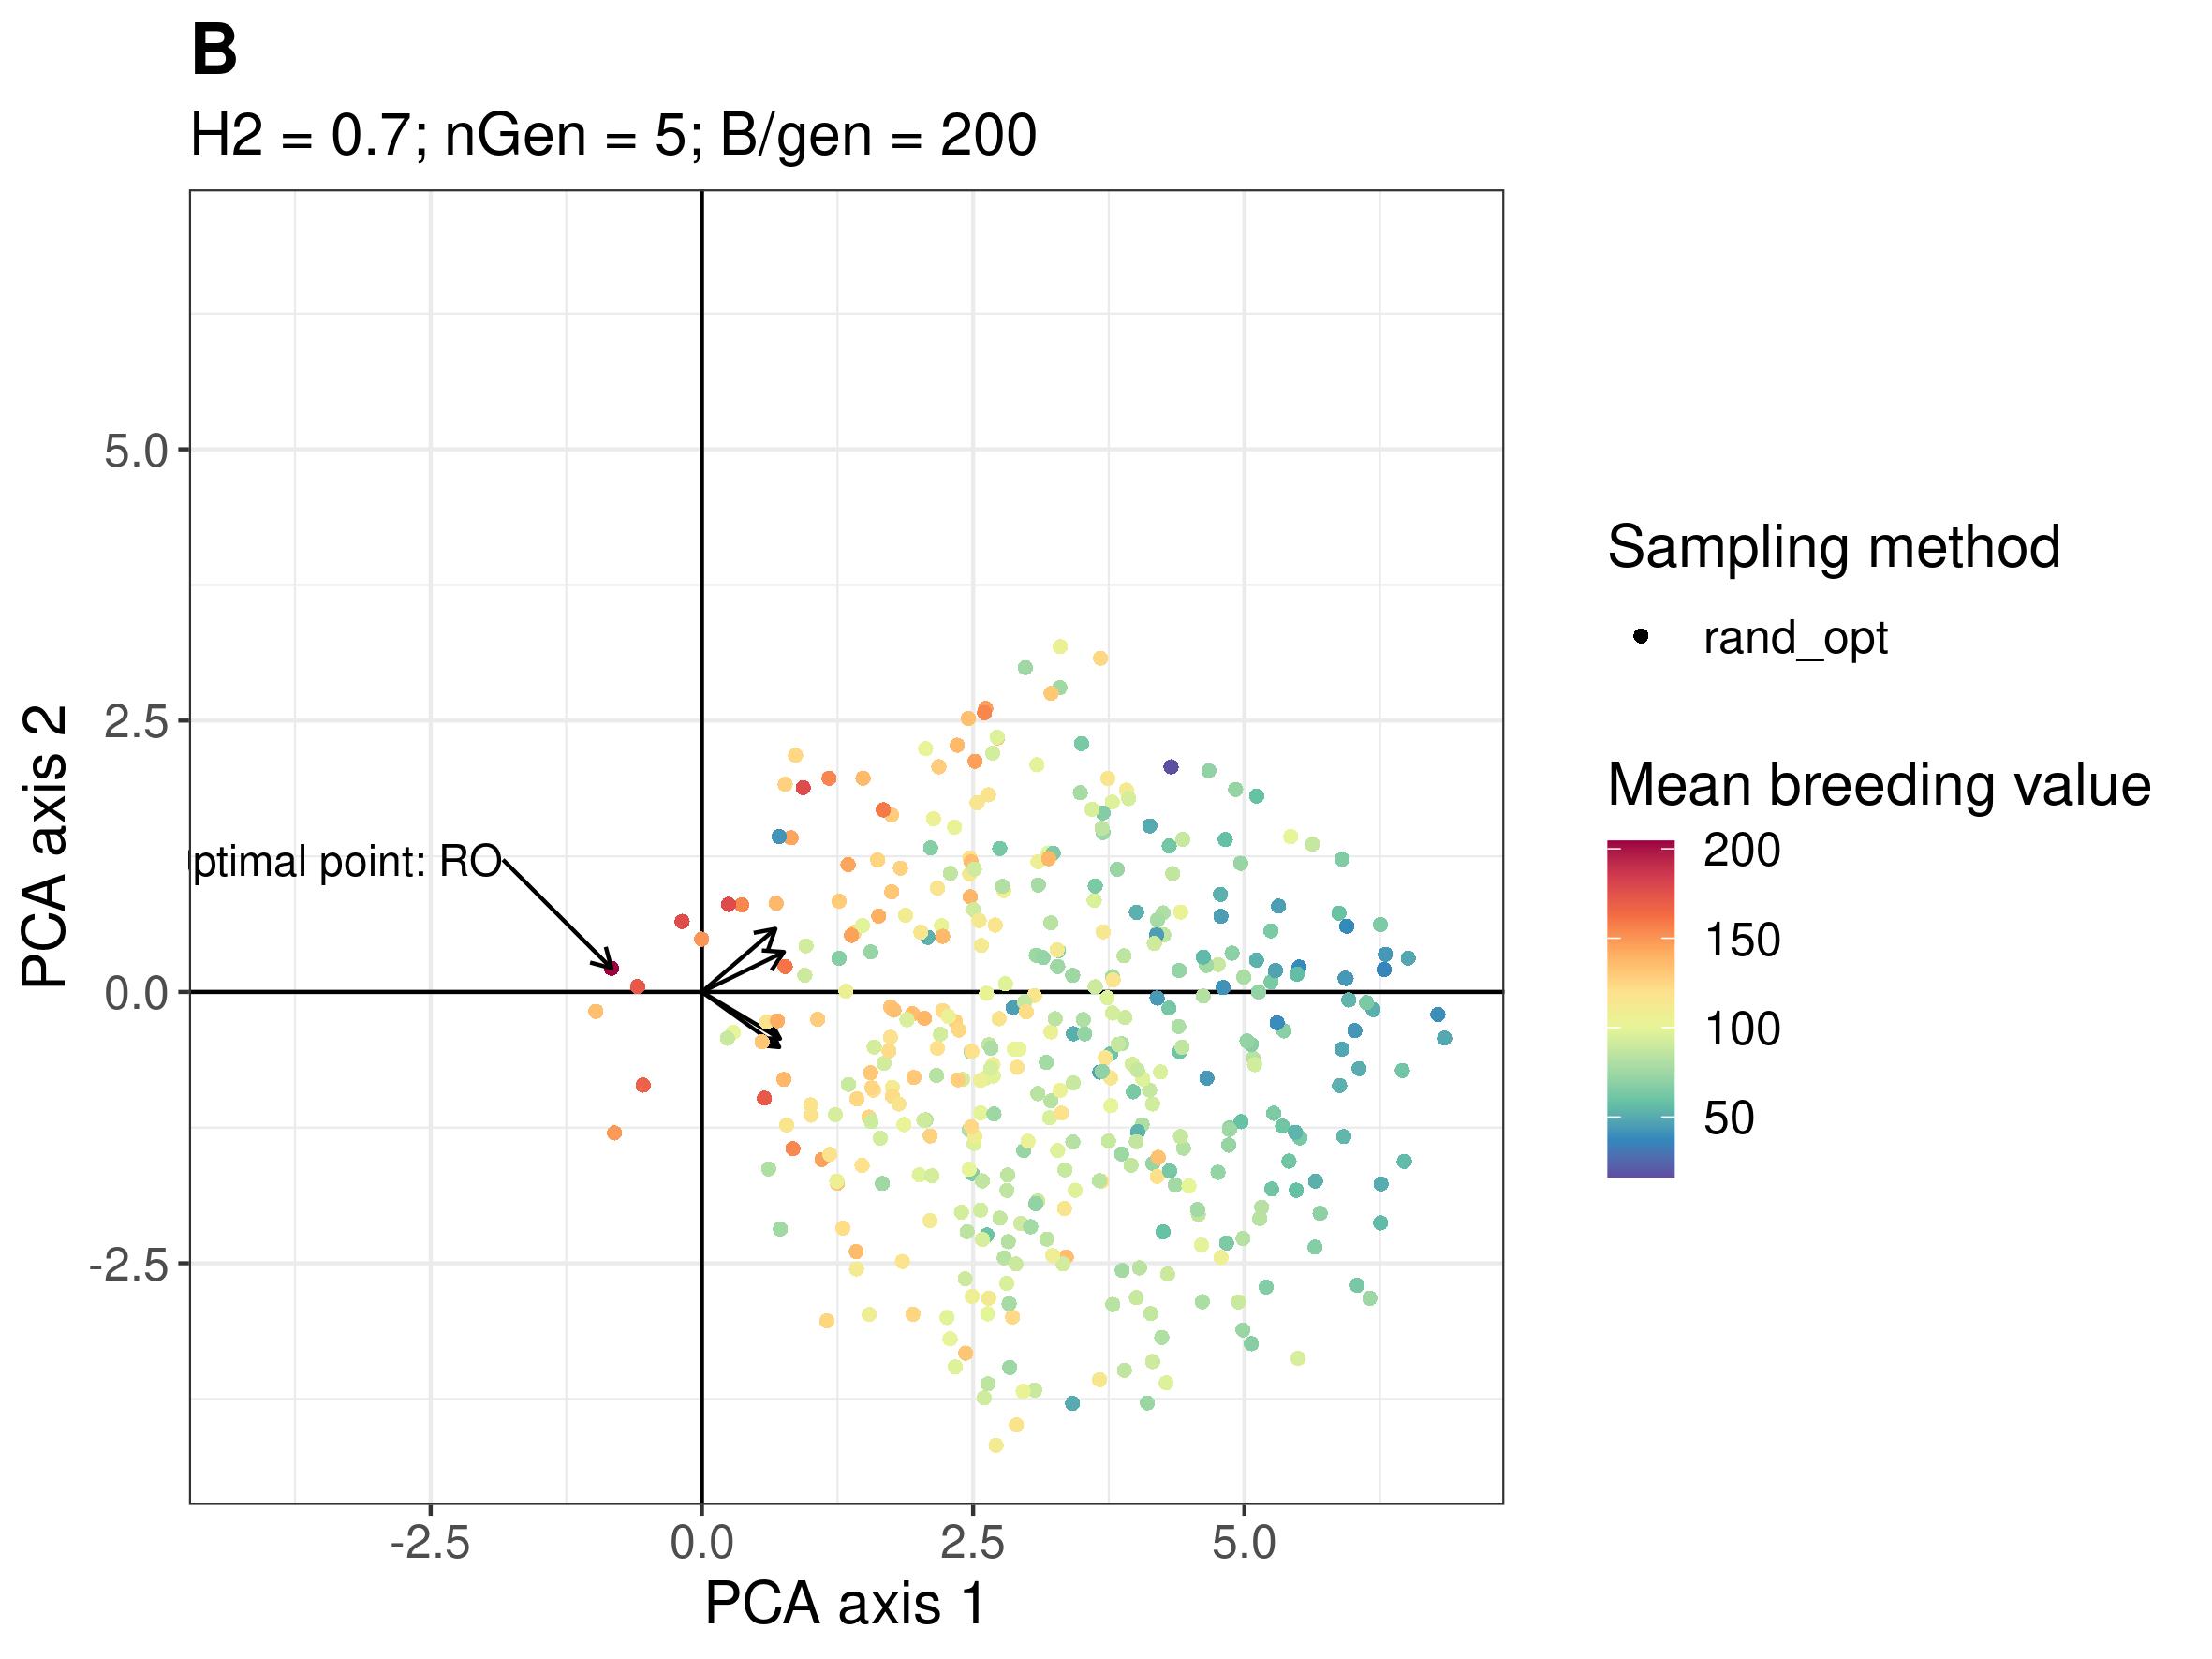 B
H2 = 0.7; nGen = 5; B/gen = 200
PCA axis 2
5.0
2.5
0.0
-2.5
ptimal point: RO
-2.5
0.0
2.5
5.0
PCA axis 1
Sampling method
rand_opt
Mean breeding value
200
150
100
50